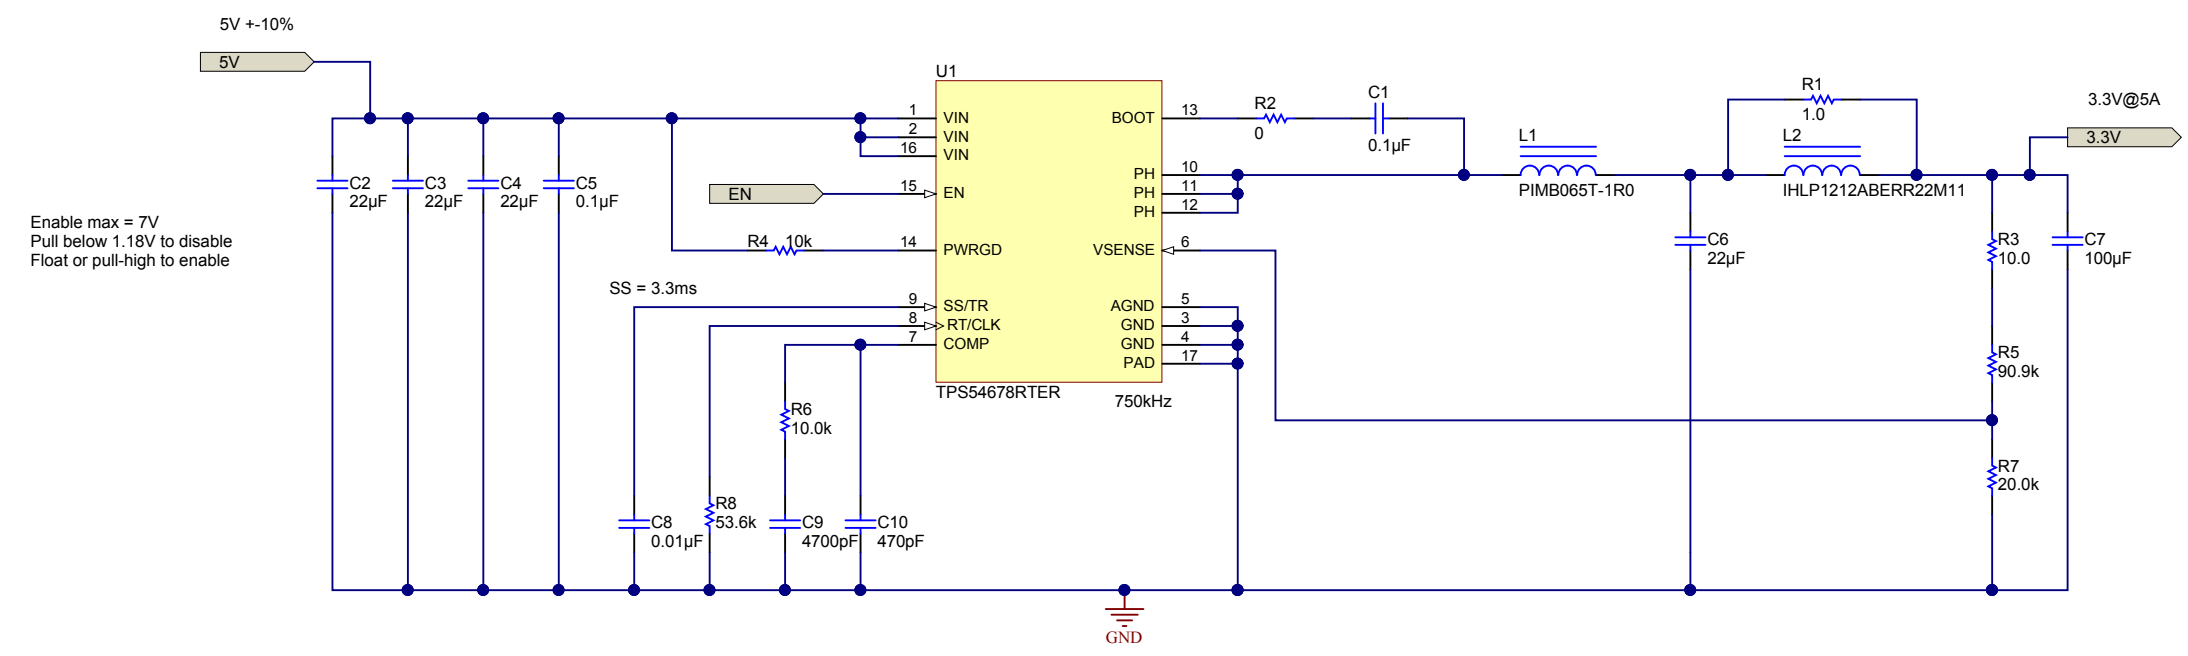 5V +-10%
5V
Enable max = 7V
Pull below 1.18V to disable
Float or pull-high to enable
C2
22µF
C3
22µF
C4
22µF
C5
0.1µF
EN
R4 10k
SS = 3.3ms
C8
0.01µF
R8
53.6k
R6
10.0k
C9
4700pF
C10
470pF
U1
1 VIN
2 VIN
16 VIN
15 EN
14 PWRGD
9 SS/TR
8 RT/CLK
7 COMP
BOOT 13
PH 10
PH 11
PH 12
VSENSE 6
AGND 5
GND 3
GND 4
PAD 17
TPS54678RTER
750kHz
GND
R2
0
C1
0.1µF
L1
PIMB065T-1R0
C6
22µF
R1
1.0
L2
IHLP1212ABERR22M11
3.3V@5A
3.3V
R3
10.0
C7
100µF
R5
90.9k
R7
20.0k